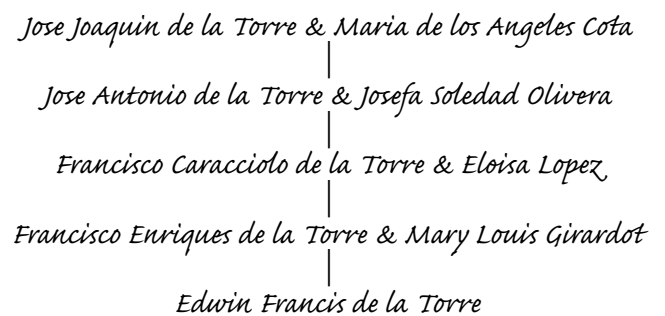 Jose Joaquin de la Torre & Maria de los Angeles Cota
Jose Antonio de la Torre & Josefa Soledad Olivera
Francisco Caracciolo de la Torre & Eloisa Lopez
Francisco Enriques de la Torre & Mary Louis Girardot
Edwin Francis de la Torre